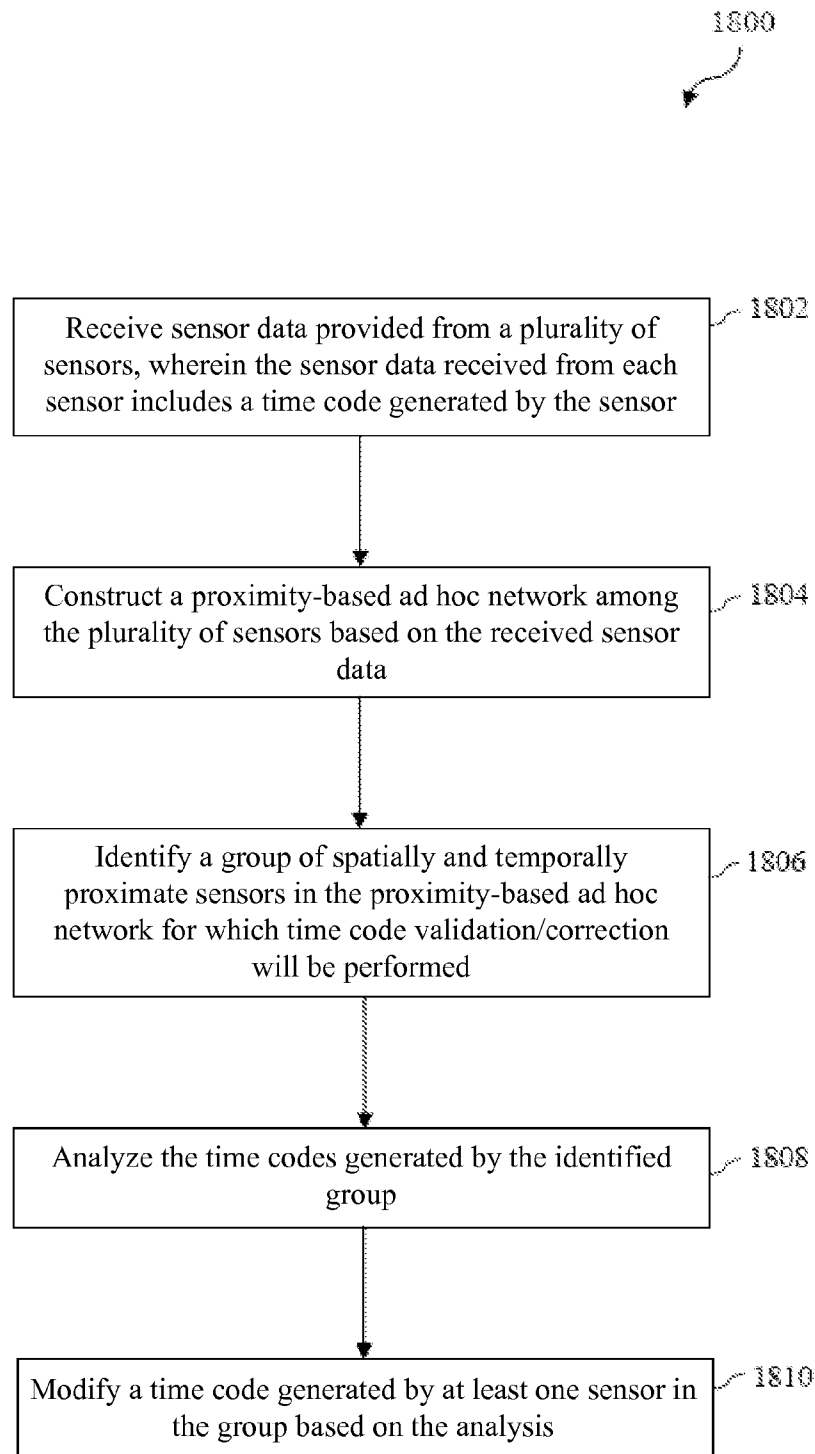 1800
Receive sensor data provided from a plurality of
sensors, wherein the sensor data received from each
sensor includes a time code generated by the sensor
1802
Construct a proximity-based ad hoc network among
the plurality of sensors based on the received sensor
data
1804
Identify a group of spatially and temporally
proximate sensors in the proximity-based ad hoc
network for which time code validation/correction
will be performed
1806
Analyze the time codes generated by the identified
group
1808
Modify a time code generated by at least one sensor in
the group based on the analysis
1810